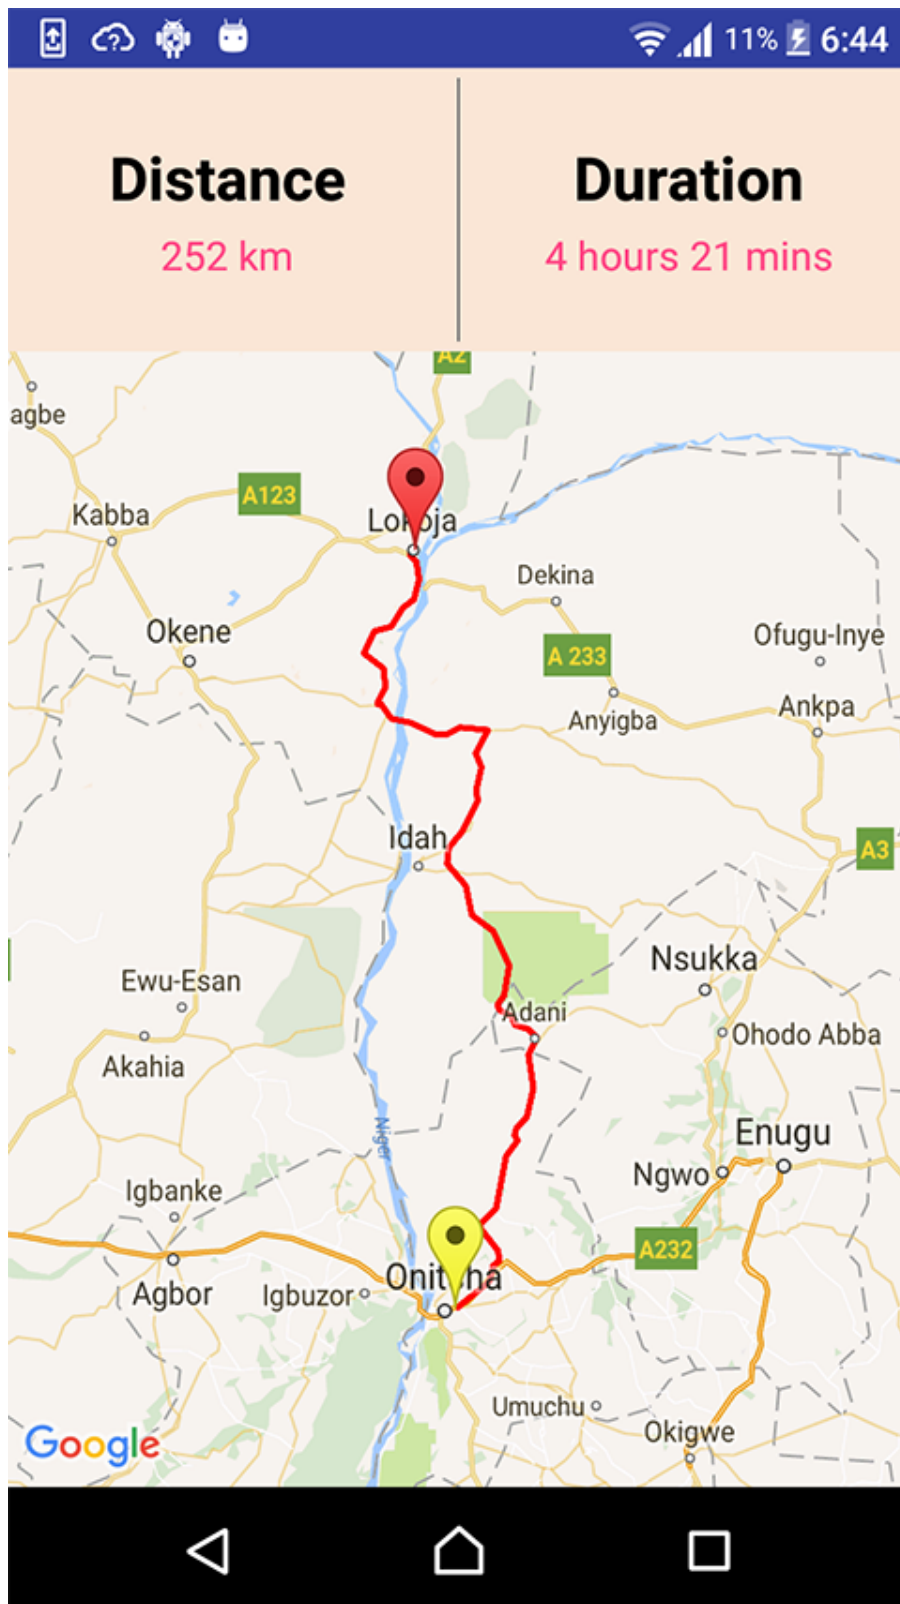 11% 6:44
Distance
Duration
252 km
4 hours 21 mins
A2
agbe
A123
Kabba
Lokoja
Dekina
Okene
Ofugu-Inye
A 233
Ankpa
Anyigba
Idah
A3
Nsukka
Ewu-Esan
Adani
Ohodo Abba
Akahia
Niger
Enugu
Ngwo
Igbanke
A232
Onitsha
Agbor
Igbuzor
Umuchu
Okigwe
Google